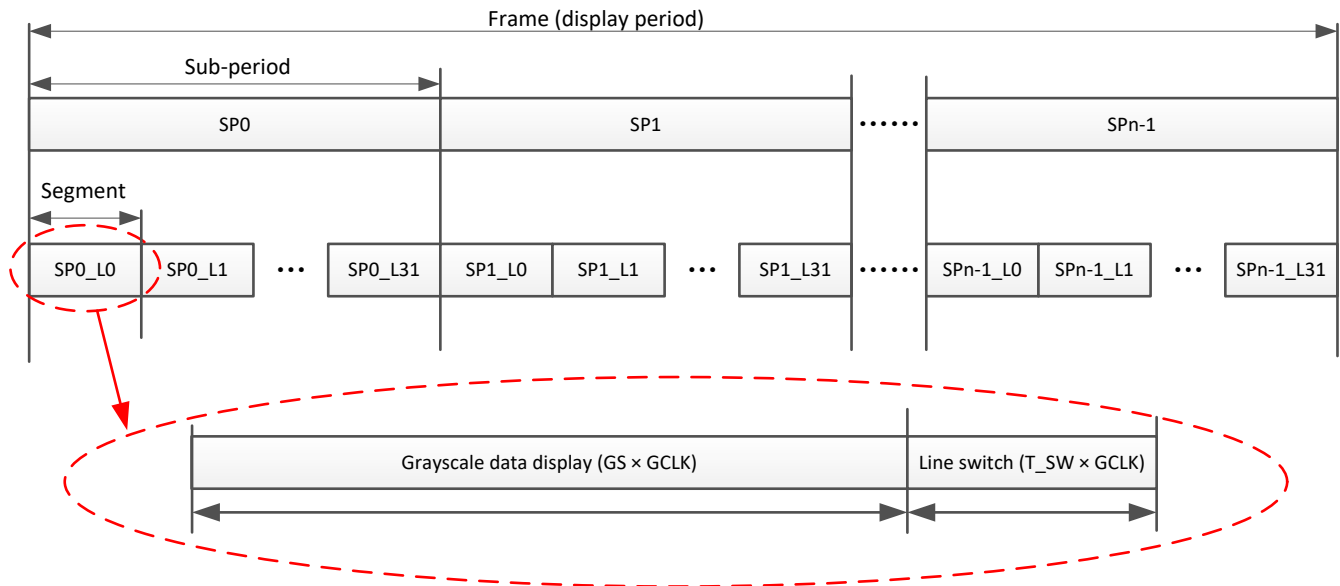 Frame (display period)
Sub-period
SP0 SP1 •••••• SPn-1
Segment
SP0_L0 SP0_L1 ••• SP0_L31 SP1_L0 SP1_L1 ••• SP1_L31 •••••• SPn-1_L0 SPn-1_L1 ••• SPn-1_L31
Grayscale data display (GS × GCLK) Line switch (T_SW × GCLK)